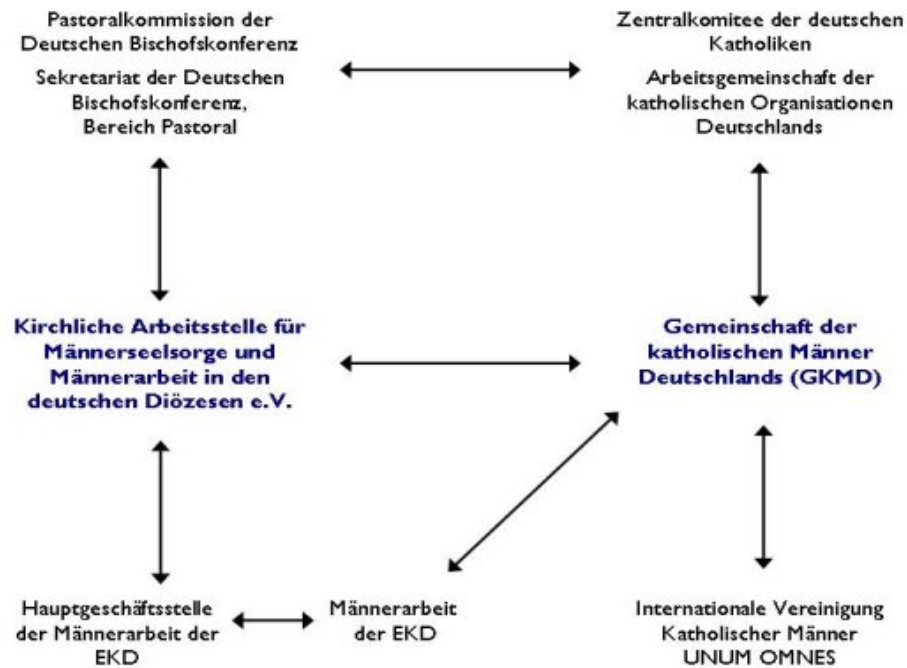 Pastoralkommission der
Deutschen Bischofskonferenz
Sekretariat der Deutschen
Bischofskonferenz,
Bereich Pastoral
Zentralkomitee der deutschen
Katholiken
Arbeitsgemeinschaft der
katholischen Organisationen
Deutschlands
Kirchliche Arbeitsstelle für
Männerseelsorge und
Männerarbeit in den
deutschen Diözesen e.V.
Gemeinschaft der
katholischen Männer
Deutschlands (GKMD)
Hauptgeschäftsstelle
der Männerarbeit der
EKD
Männerarbeit
der EKD
Internationale Vereinigung
Katholischer Männer
UNUM OMNES